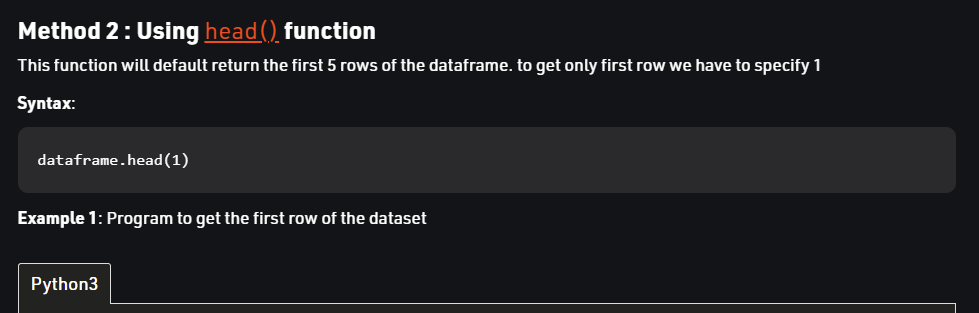 Method 2 : Using head() function
This function will default return the first 5 rows of the dataframe. to get only first row we have to specify 1
Syntax:
dataframe.head(1)
Example 1: Program to get the first row of the dataset
Python3